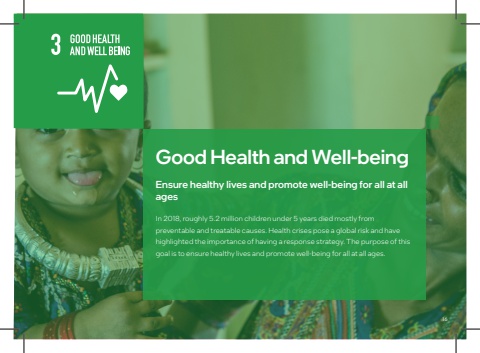 3 GOOD HEALTH
AND WELL BEING
Good Health and Well-being
Ensure healthy lives and promote well-being for all at all
ages
In 2018, roughly 5.2 million children under 5 years died mostly from
preventable and treatable causes. Health crises pose a global risk and have
highlighted the importance of having a response strategy. The purpose of this
goal is to ensure healthy lives and promote well-being for all at all ages.